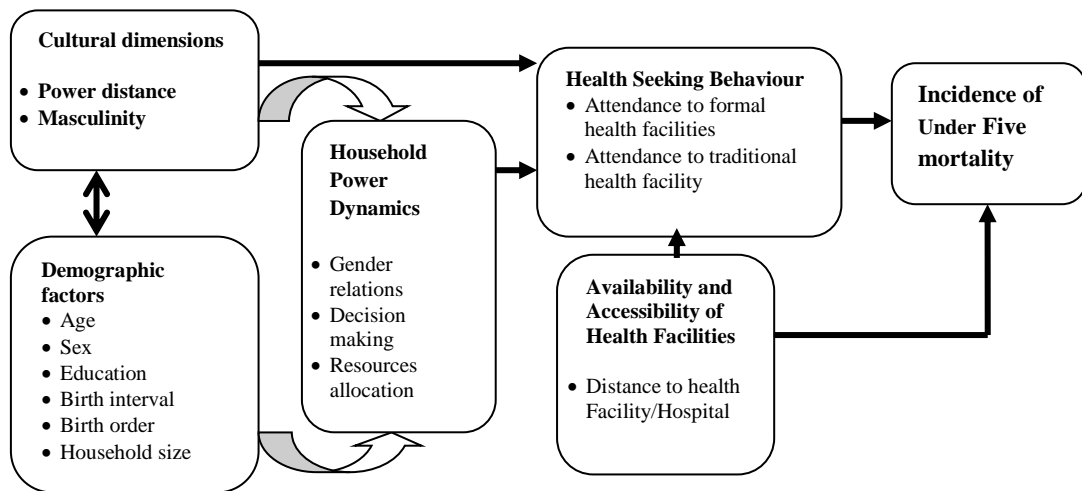 Cultural dimensions
• Power distance
• Masculinity
Demographic
factors
• Age
• Sex
• Education
• Birth interval
• Birth order
• Household size
Household
Power
Dynamics
• Gender
relations
• Decision
making
• Resources
allocation
Health Seeking Behaviour
• Attendance to formal
health facilities
• Attendance to traditional
health facility
Availability and
Accessibility of
Health Facilities
• Distance to health
Facility/Hospital
Incidence of
Under Five
mortality